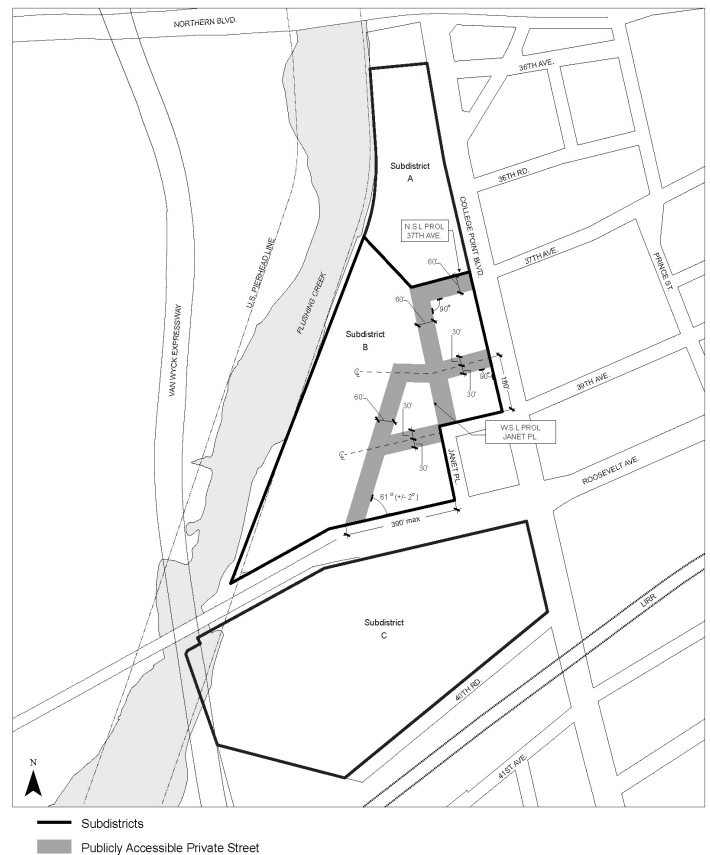 NORTHERN BLVD.
36TH AVE.
Subdistrict
A
36TH RD.
COLLEGE POINT BLVD.
N.S.L PROL
37TH AVE.
37TH AVE.
PRINCE ST.
U.S. PIERHEAD LINE
FLUSHING CREEK
60'
60'
90°
VAN WYCK EXPRESSWAY
Subdistrict
B
30'
℄
30'
90°
180'
39TH AVE.
60'
30'
W.S.L PROL
JANET PL.
℄
30'
JANET PL.
ROOSEVELT AVE.
61° (+/- 2°)
390' max
LIRR
Subdistrict
C
40TH RD.
41ST AVE.
N
Subdistricts
Publicly Accessible Private Street